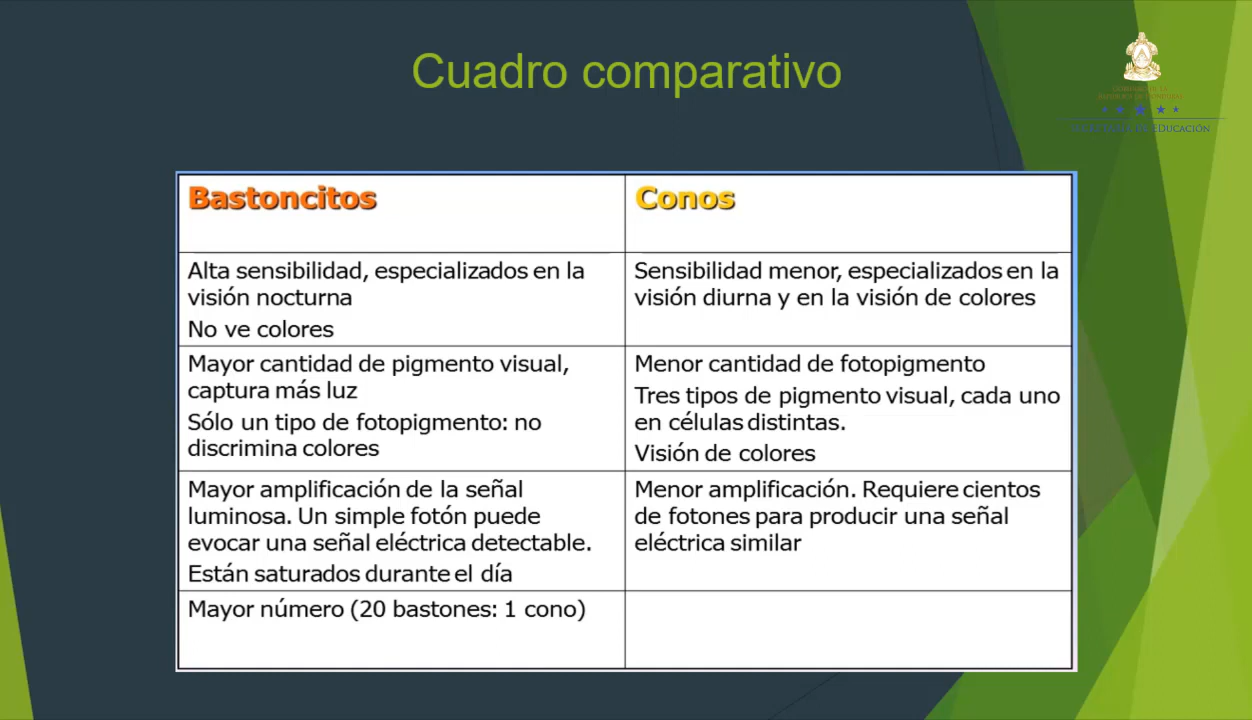 Cuadro comparativo
EDUCACIÓN
Bastoncitos
Conos
Alta sensibilidad, especializados en la
visión nocturna
No ve colores
Sensibilidad menor, especializados en la
visión diurna y en la visión de colores
Mayor cantidad de pigmento visual,
captura más luz
Sólo un tipo de fotopigmento: no
discrimina colores
Menor cantidad de fotopigmento
Tres tipos de pigmento visual, cada uno
en células distintas.
Visión de colores
Mayor amplificación de la señal
luminosa. Un simple fotón puede
evocar una señal eléctrica detectable.
Están saturados durante el día
Menor amplificación. Requiere cientos
de fotones para producir una señal
eléctrica similar
Mayor número (20 bastones: 1 cono)